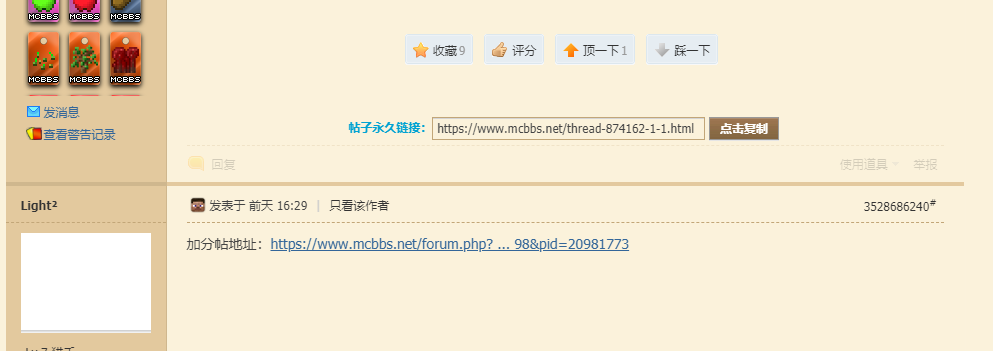 MCBBS MCBBS MCBBS
MCBBS MCBBS MCBBS
发消息
查看警告记录
收藏 9 评分 顶一下 1 踩一下
帖子永久链接: https://www.mcbbs.net/thread-874162-1-1.html 点击复制
回复 使用道具 举报
Light²
发表于 前天 16:29 | 只看该作者 3528686240#
加分帖地址：https://www.mcbbs.net/forum.php? ... 98&pid=20981773